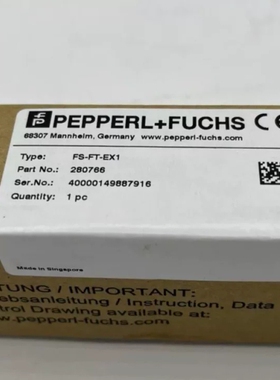 PEPPERL+FUCHS CE
68307 Mannheim, Germany www.pepperl-fuchs.com
Type: FS-FT-EX1
Part No.: 280766
Ser.No.: 40000149887916
Quantity: 1 pc
Made in Singapore
TUNG / IMPORTANT:
ebsanleitung / Instruction, Data
trol Drawing available at:
www.pepperl-fuchs.com